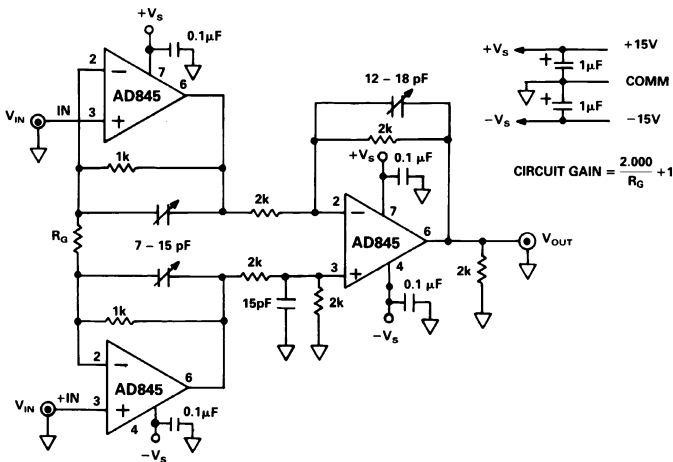 +VS
0.1μF
7
2
6
AD845
VIN
IN
3
1k
2k
RG
7 – 15 pF
2k
15pF
2k
1k
2
6
AD845
VIN
+IN
3
4
0.1μF
−VS
12 – 18 pF
2k
+VS
0.1 μF
2
7
6
AD845
3
4
0.1 μF
−VS
VOUT
2k
+VS
+15V
+
1μF
COMM
+
1μF
−VS
−15V
CIRCUIT GAIN = 2.000 / RG + 1